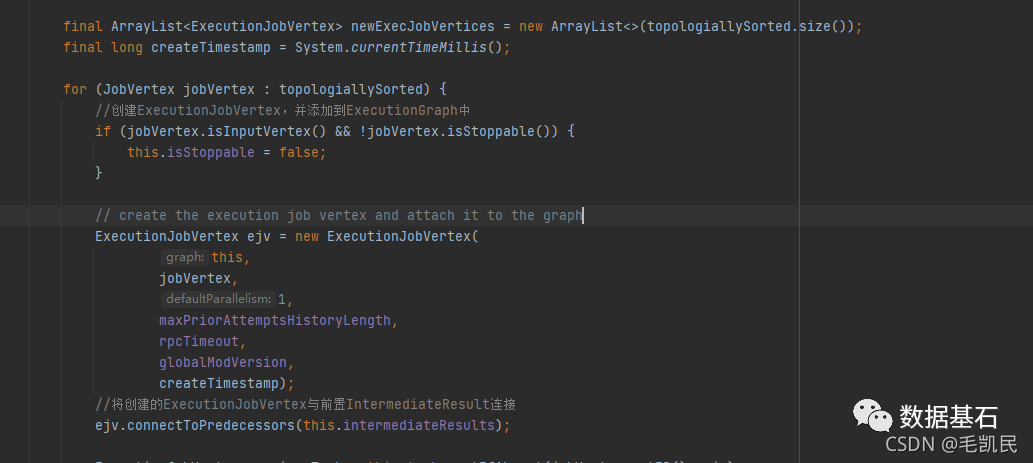 final ArrayList<ExecutionJobVertex> newExecJobVertices = new ArrayList<>(topologiallySorted.size());
final long createTimestamp = System.currentTimeMillis();
for (JobVertex jobVertex : topologiallySorted) {
//创建ExecutionJobVertex，并添加到ExecutionGraph中
if (jobVertex.isInputVertex() && !jobVertex.isStoppable()) {
this.isStoppable = false;
}
// create the execution job vertex and attach it to the graph
ExecutionJobVertex ejv = new ExecutionJobVertex(
graph: this,
jobVertex,
defaultParallelism: 1,
maxPriorAttemptsHistoryLength,
rpcTimeout,
globalModVersion,
createTimestamp);
//将创建的ExecutionJobVertex与前置IntermediateResult连接
ejv.connectToPredecessors(this.intermediateResults);
数据基石
CSDN @毛凯民